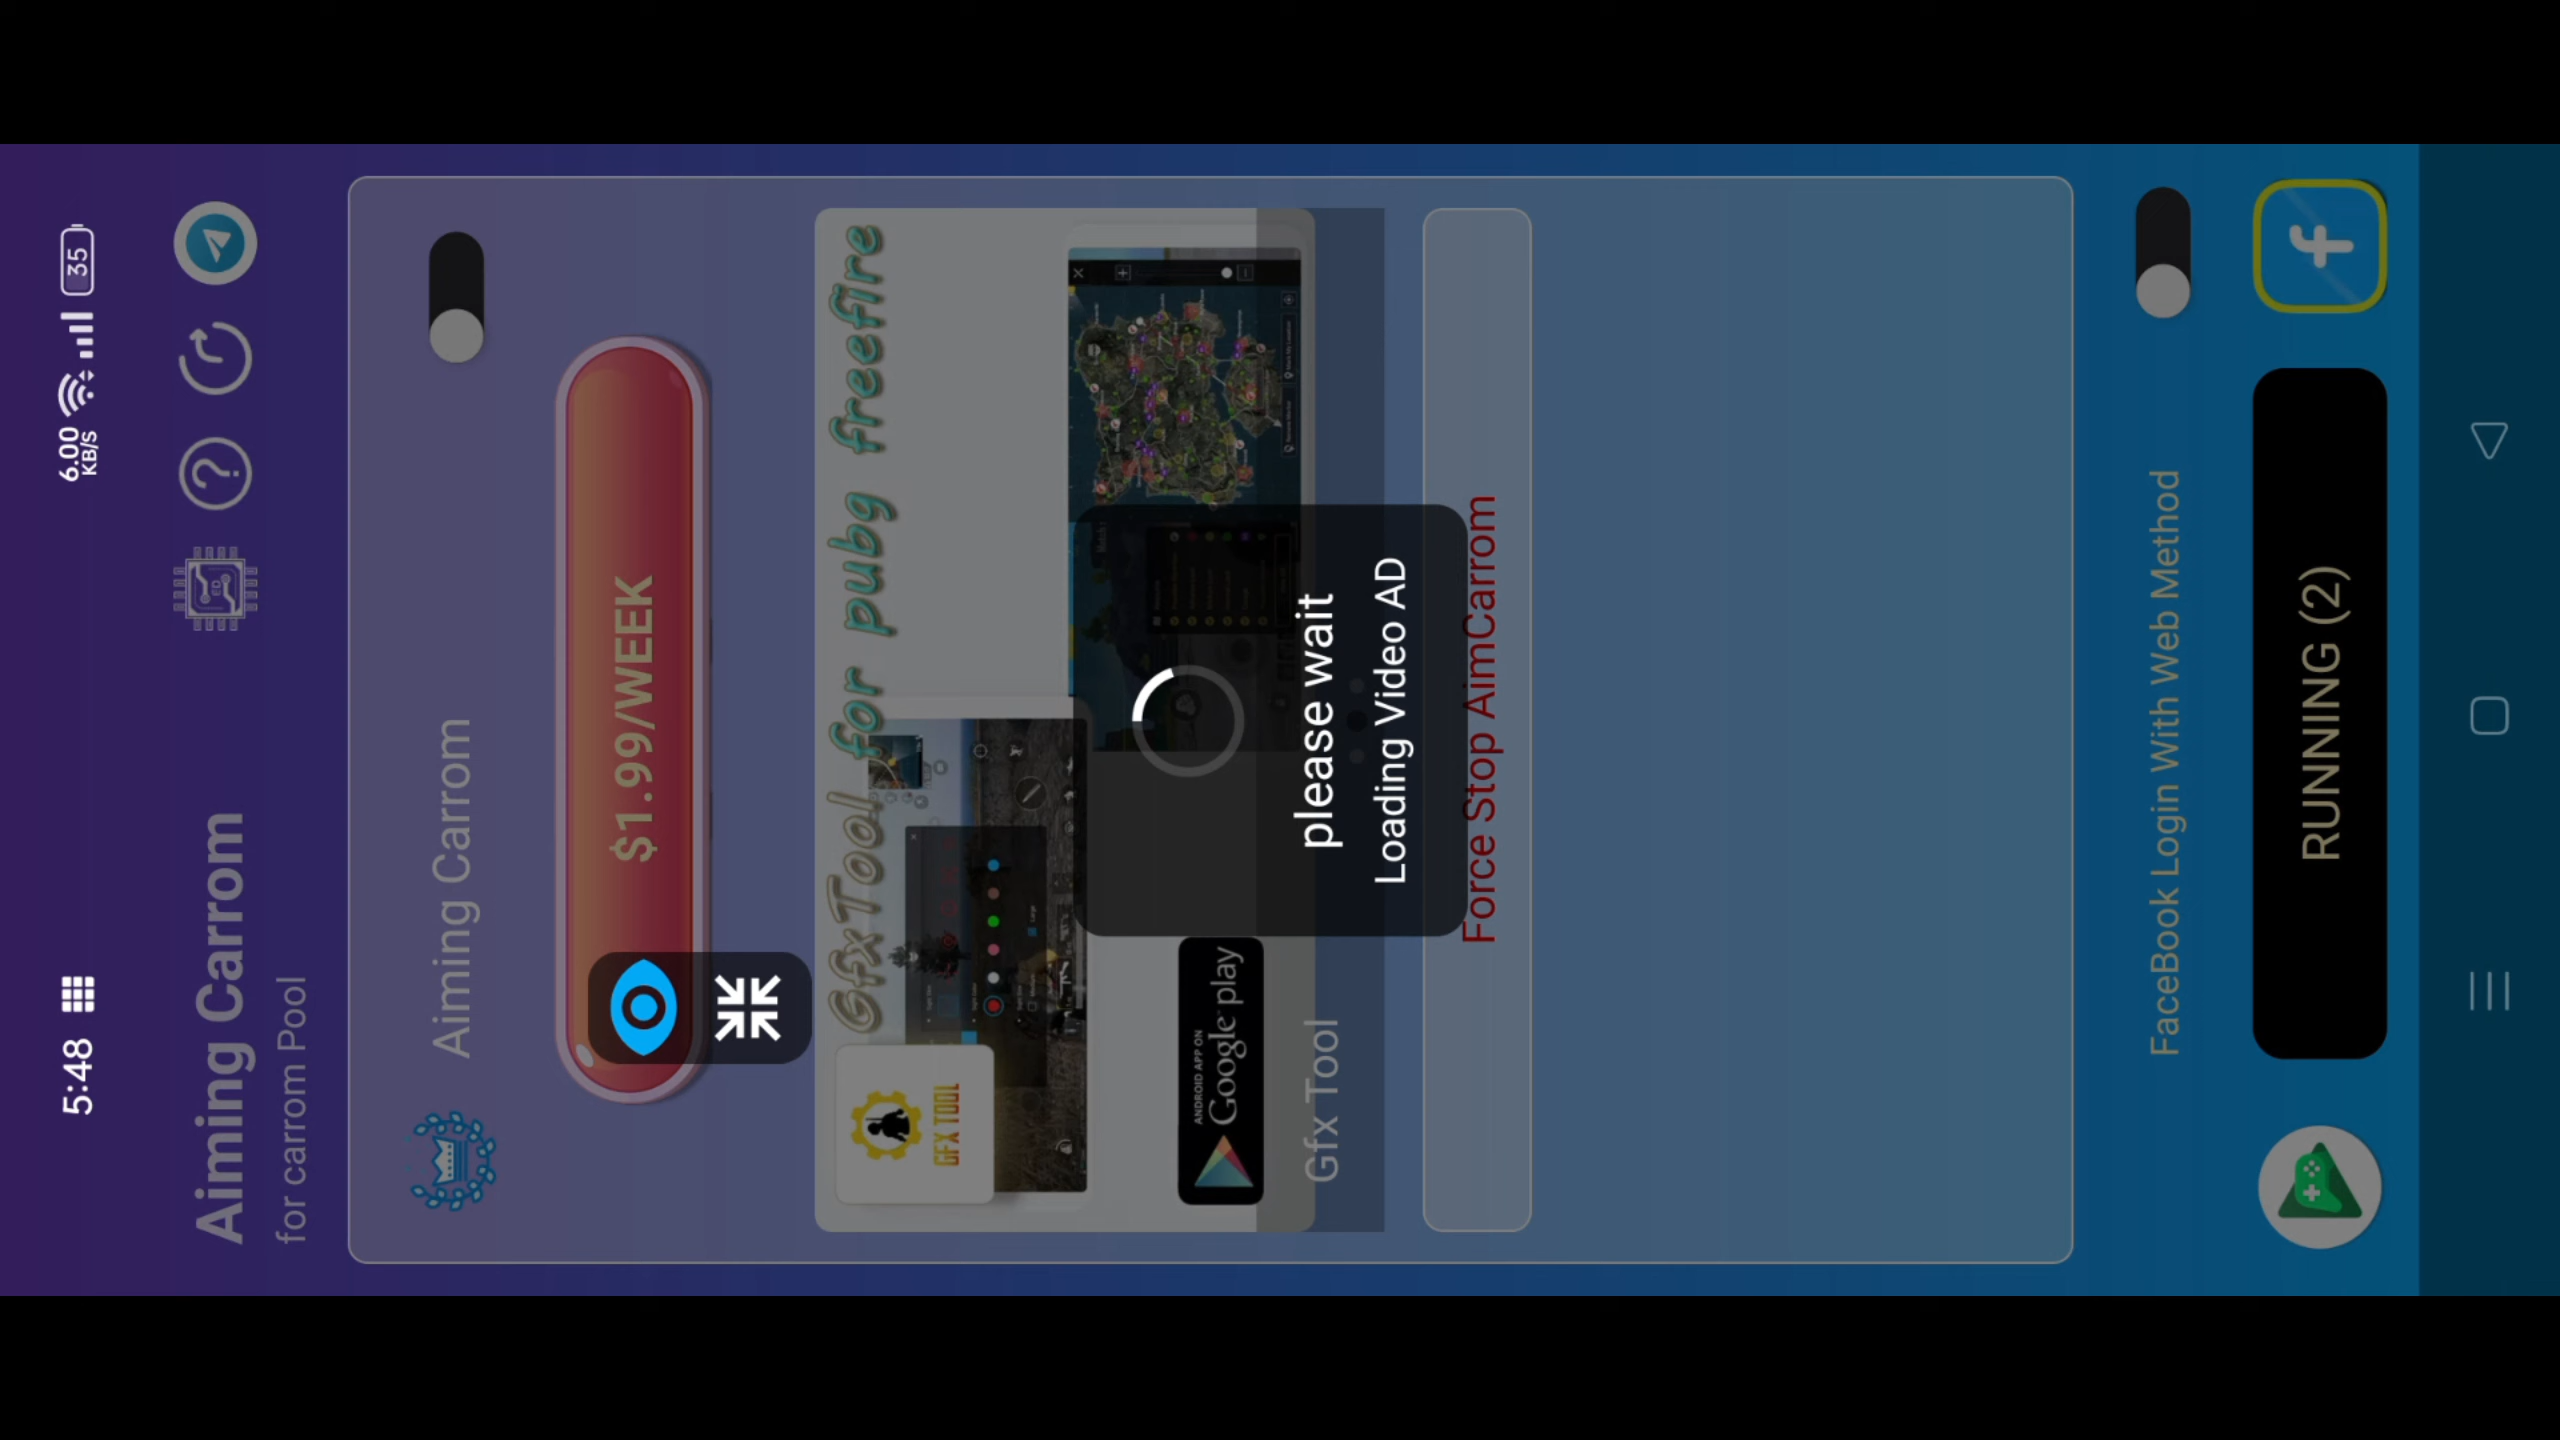 5:48
6.00
KB/S
35
Aiming Carrom
for carrom Pool
Aiming Carrom
$1.99/WEEK
GfxTool for pubg freefire
GFX TOOL
ANDROID APP ON
Google play
Gfx Tool
please wait
Loading Video AD
Force Stop AimCarrom
FaceBook Login With Web Method
RUNNING (2)